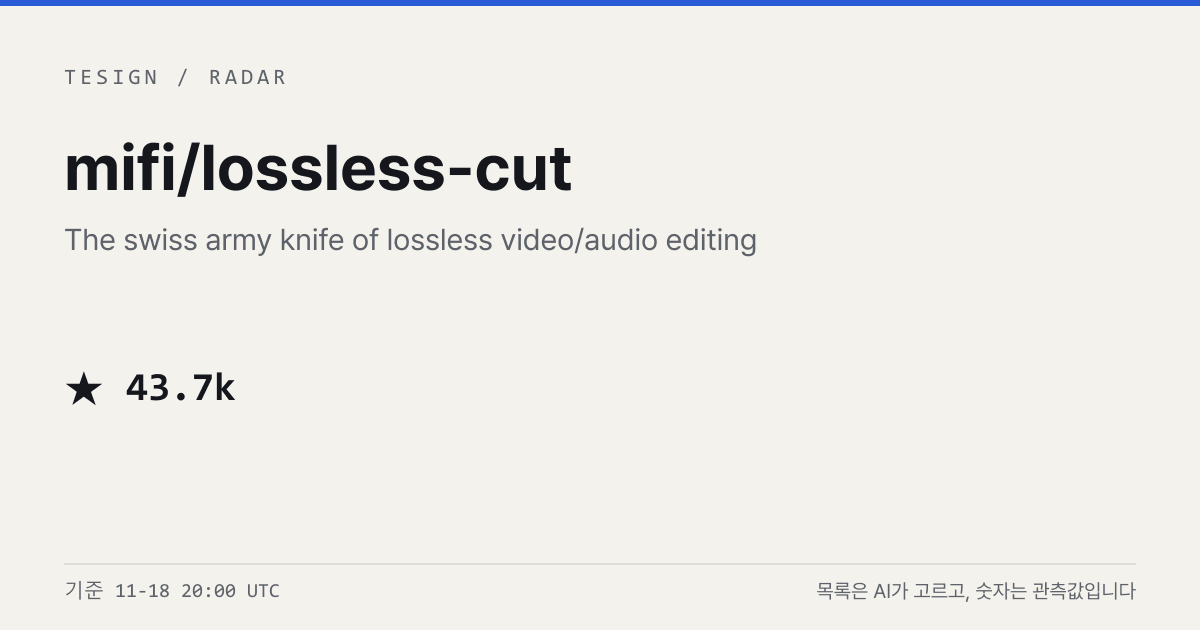 TESIGN / RADAR
mifi/lossless-cut
The swiss army knife of lossless video/audio editing
★ 43.7k
기준 11-18 20:00 UTC
목록은 AI가 고르고, 숫자는 관측값입니다